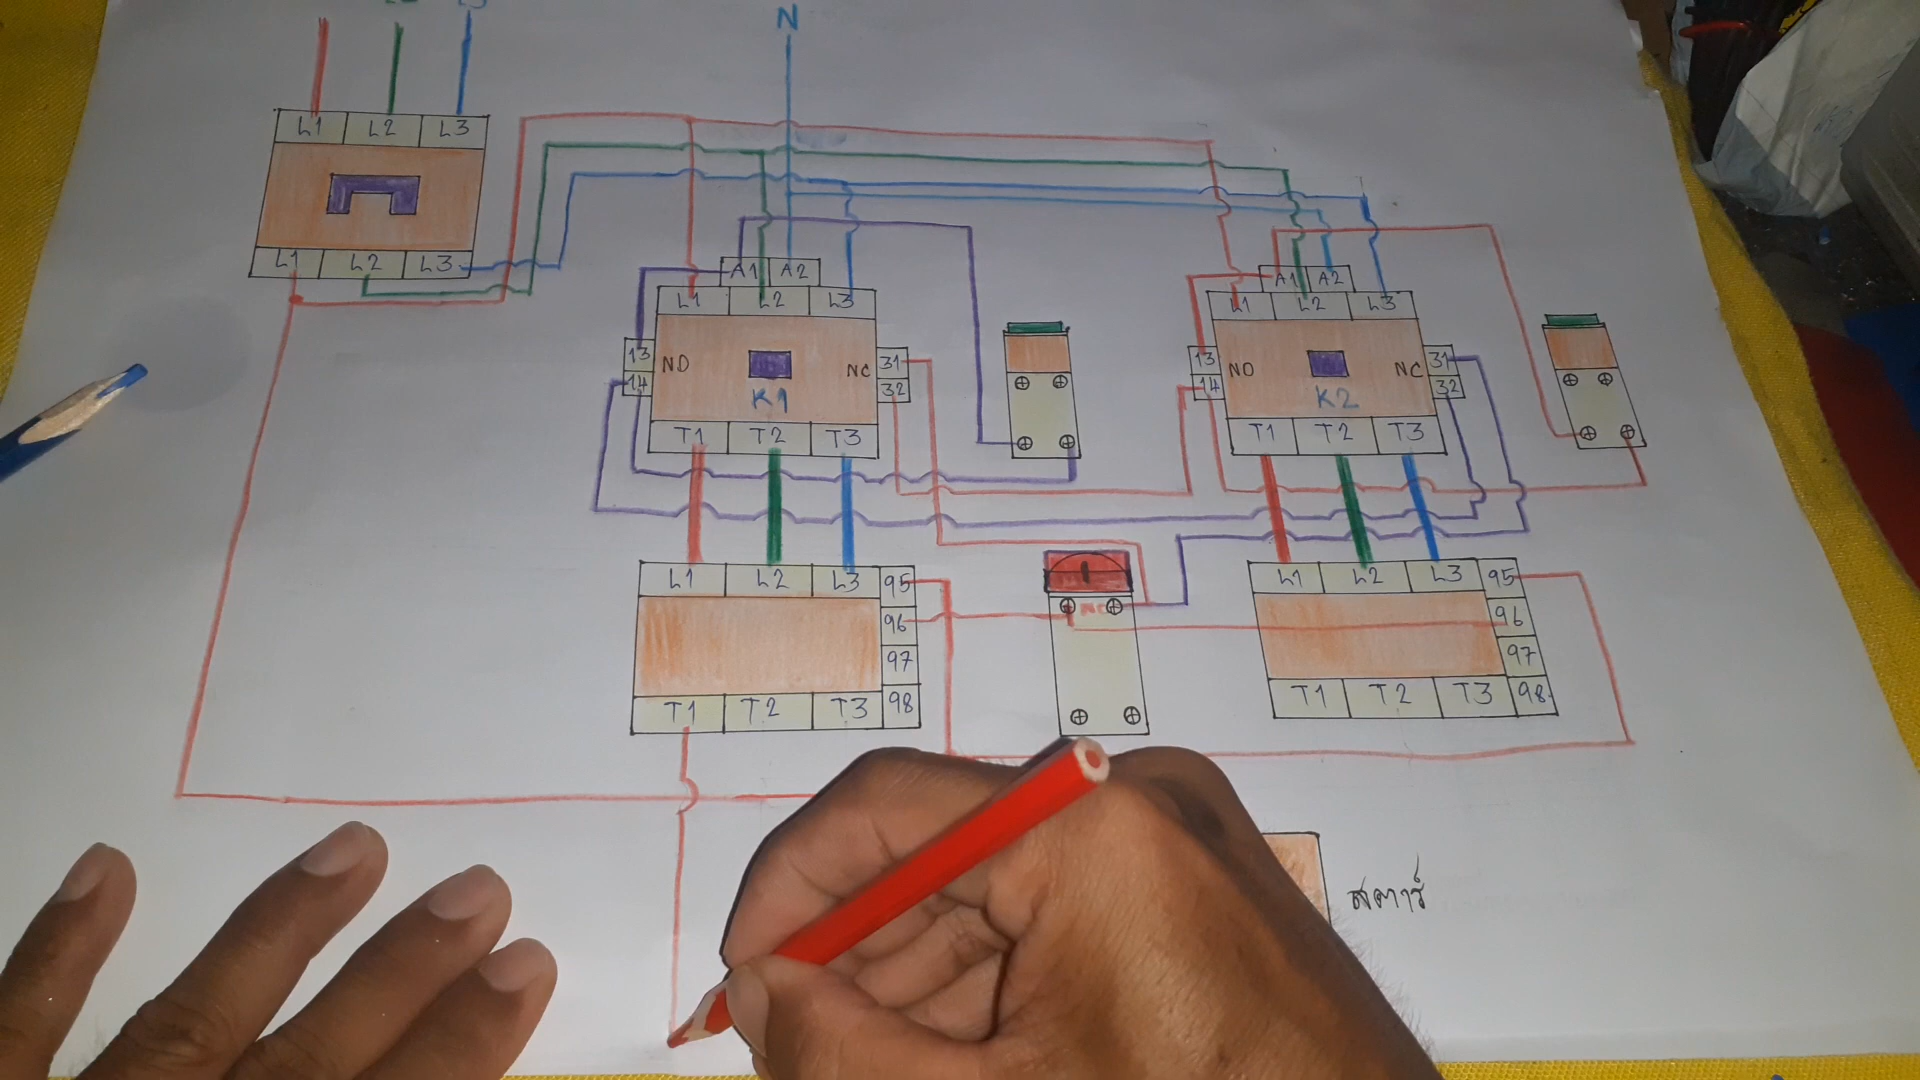 N
L1 L2 L3
L1 L2 L3
A1 A2
A1 A2
L1 L2 L3
L1 L2 L3
13
14
NO
NC
31
32
K1
13
14
NO
NC
31
32
K2
T1 T2 T3
T1 T2 T3
L1 L2 L3
95
96
97
98
T1 T2 T3
NC
L1 L2 L3
95
96
97
98
T1 T2 T3
สตาร์